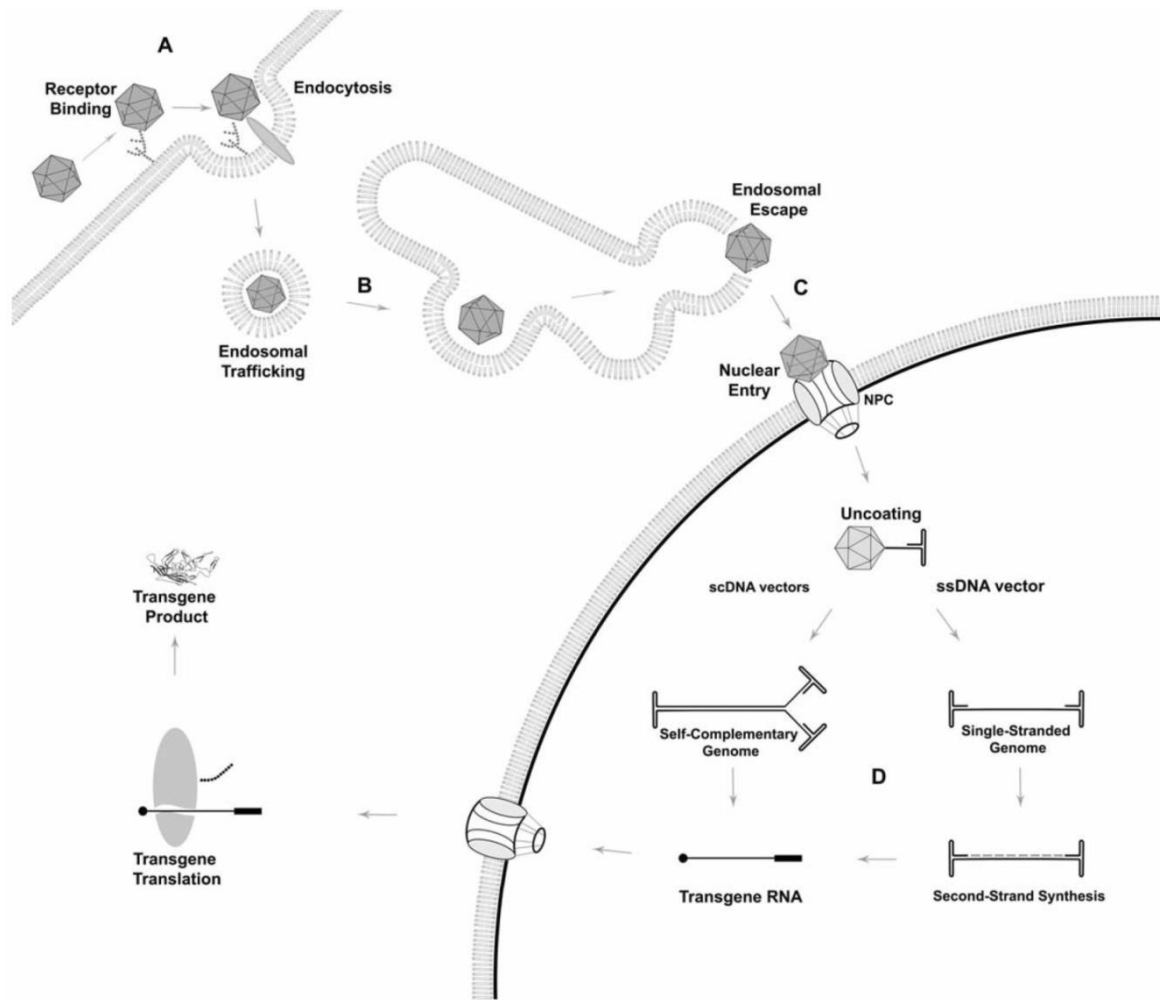 A
Receptor
Binding
Endocytosis
Endosomal
Escape
B
C
Endosomal
Trafficking
Nuclear
Entry
NPC
Uncoating
scDNA vectors
ssDNA vector
Transgene
Product
Self-Complementary
Genome
Single-Stranded
Genome
D
Transgene
Translation
Transgene RNA
Second-Strand Synthesis